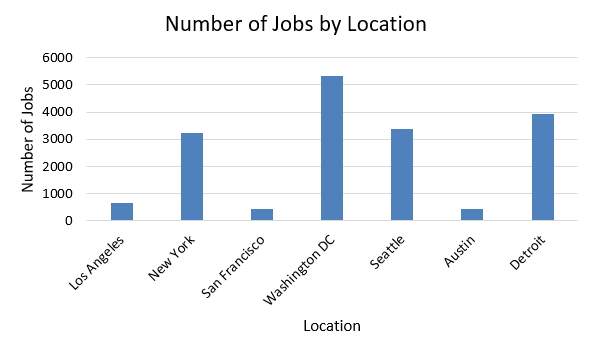 Number of Jobs by Location
Number of Jobs
6000
5000
4000
3000
2000
1000
0
Los Angeles
New York
San Francisco
Washington DC
Seattle
Austin
Detroit
Location